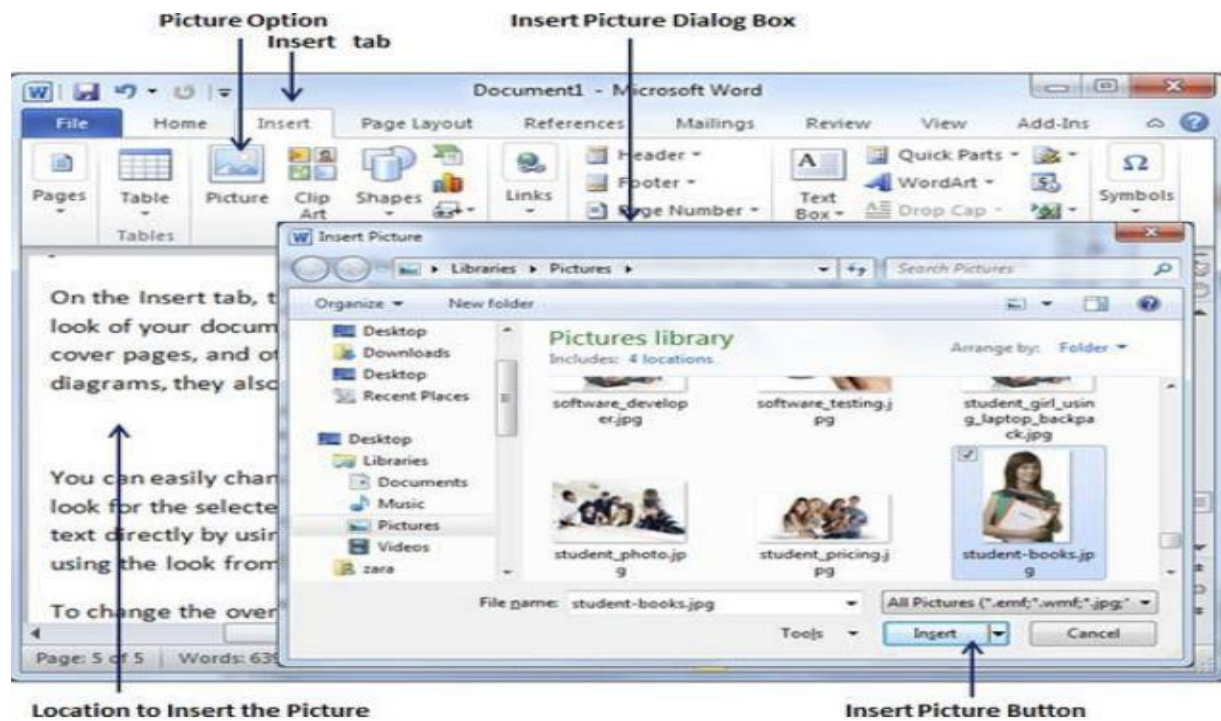 Picture Option
Insert tab
Insert Picture Dialog Box
Document1 - Microsoft Word
File Home Insert Page Layout References Mailings Review View Add-Ins
Pages
Table
Picture
Clip
Art
Shapes
Links
Header
Footer
Page Number
A
Text
Box
Quick Parts
WordArt
Drop Cap
Ω
Symbols
Tables
Insert Picture
Libraries Pictures
Search Pictures
Organize New folder
Desktop
Downloads
Desktop
Recent Places
Desktop
Libraries
Documents
Music
Pictures
Videos
zara
Pictures library
Includes: 4 locations
Arrange by: Folder
software_develop
er.jpg
software_testing.j
pg
student_girl_usin
g_laptop_backpa
ck.jpg
student_photo.jp
g
student_pricing.j
pg
student-books.jp
g
File name: student-books.jpg
All Pictures (*.emf;*.wmf;*.jpg;*
Tools Insert Cancel
On the Insert tab, t
look of your docum
cover pages, and ot
diagrams, they also
You can easily chan
look for the selecte
text directly by usin
using the look from
To change the over
Page: 5 of 5 Words: 639
Location to Insert the Picture
Insert Picture Button